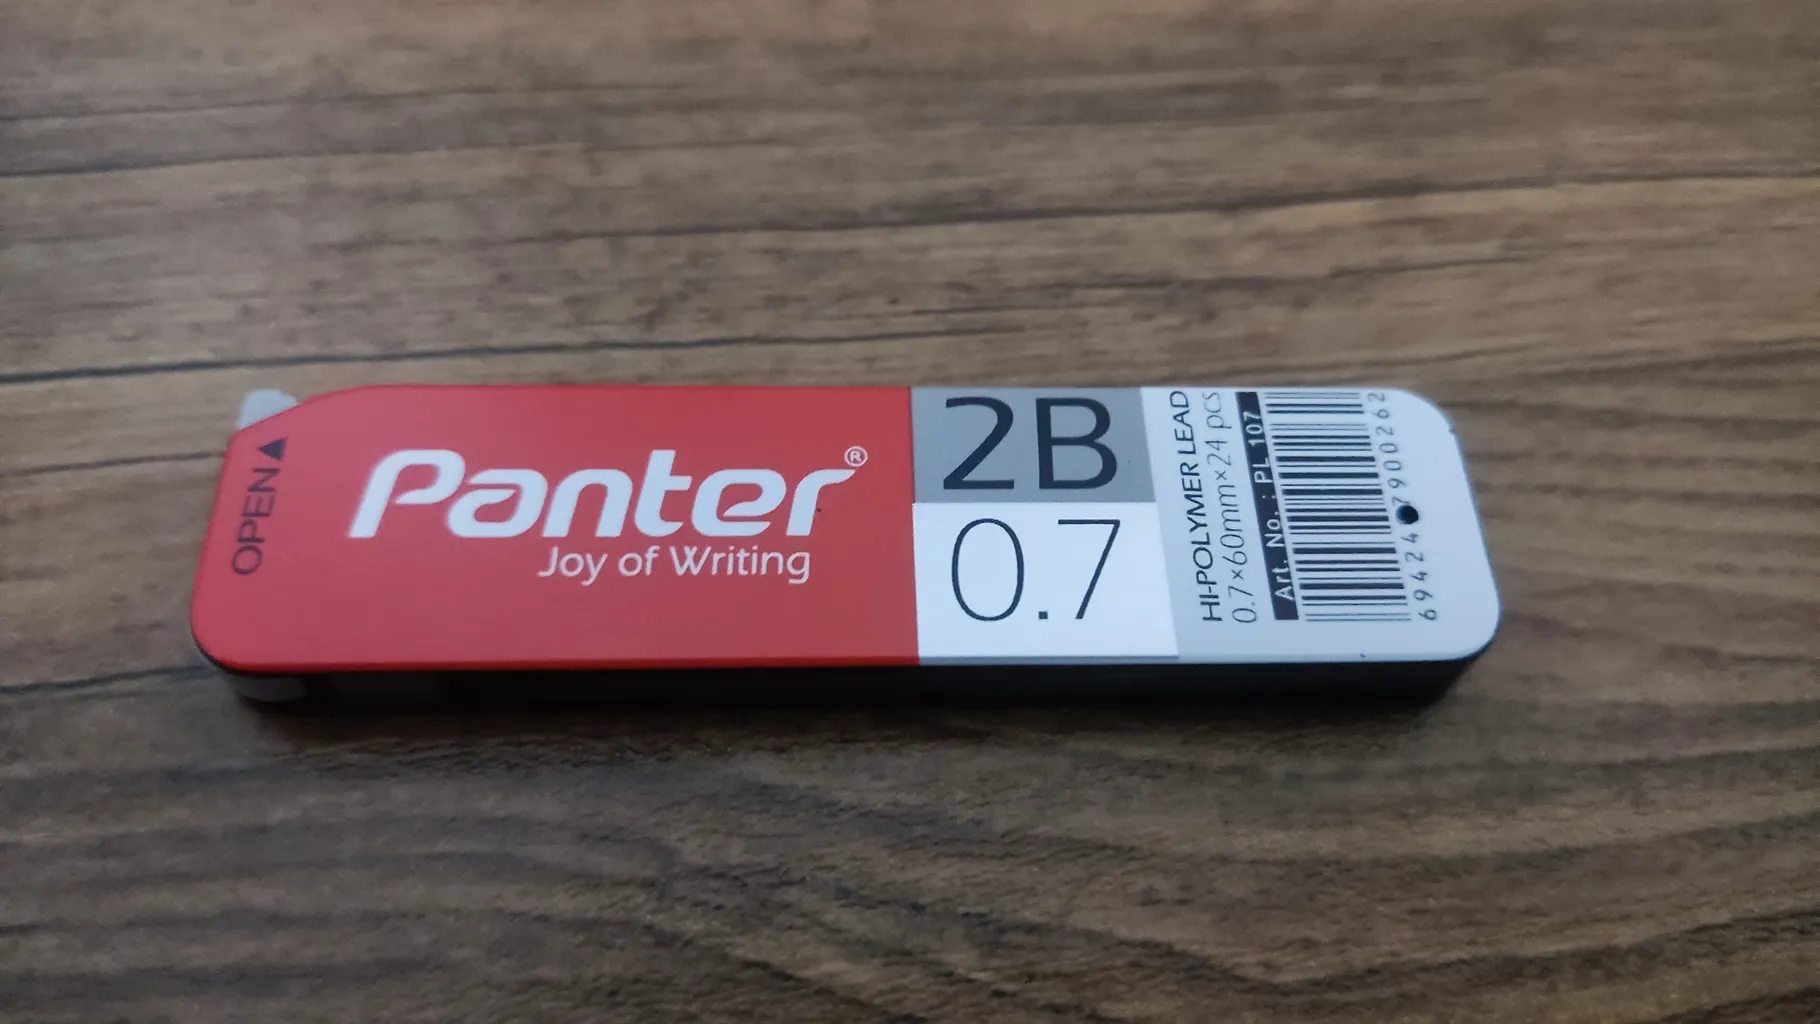 OPEN▲
Panter®
Joy of Writing
2B
0.7
HI-POLYMER LEAD
0.7×60mm×24 pcs
Art. No. : PL 107
694247900262